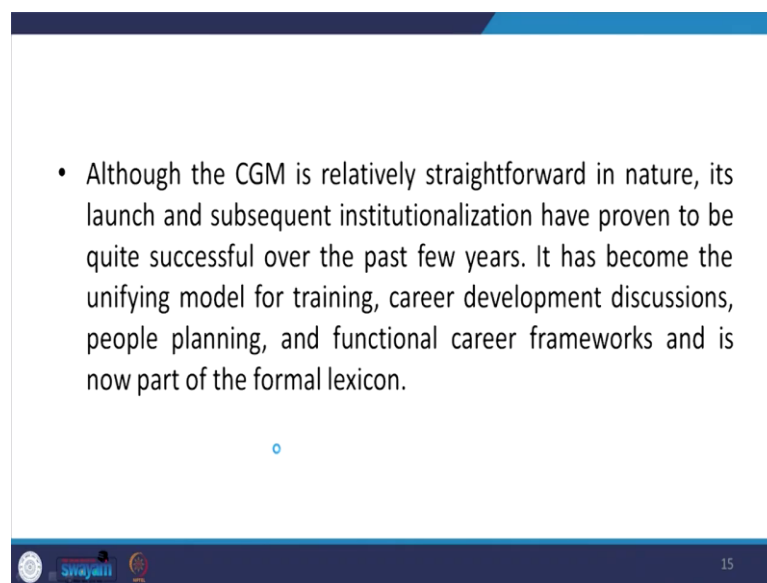 • Although the CGM is relatively straightforward in nature, its
launch and subsequent institutionalization have proven to be
quite successful over the past few years. It has become the
unifying model for training, career development discussions,
people planning, and functional career frameworks and is
now part of the formal lexicon.
swayam
15